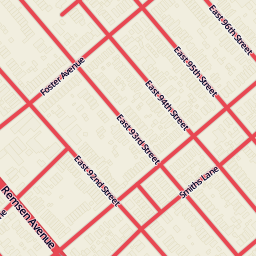 East 96th Street
East 95th Street
Foster Avenue
East 94th Street
East 93rd Street
East 92nd Street
Smiths Lane
Remsen Avenue